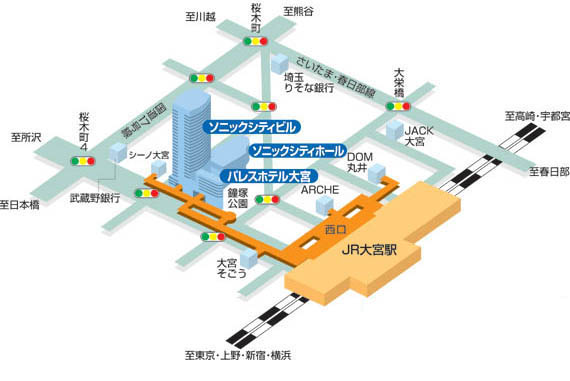 至川越
桜木町
至熊谷
さいたま・春日部線
埼玉
りそな銀行
大栄橋
至高崎・宇都宮
国道17号線
桜木町4
至所沢
ソニックシティビル
JACK
大宮
ソニックシティホール
シーノ大宮
DOM
丸井
至春日部
パレスホテル大宮
武蔵野銀行
鐘塚
公園
ARCHE
至日本橋
西口
JR大宮駅
大宮
そごう
至東京・上野・新宿・横浜